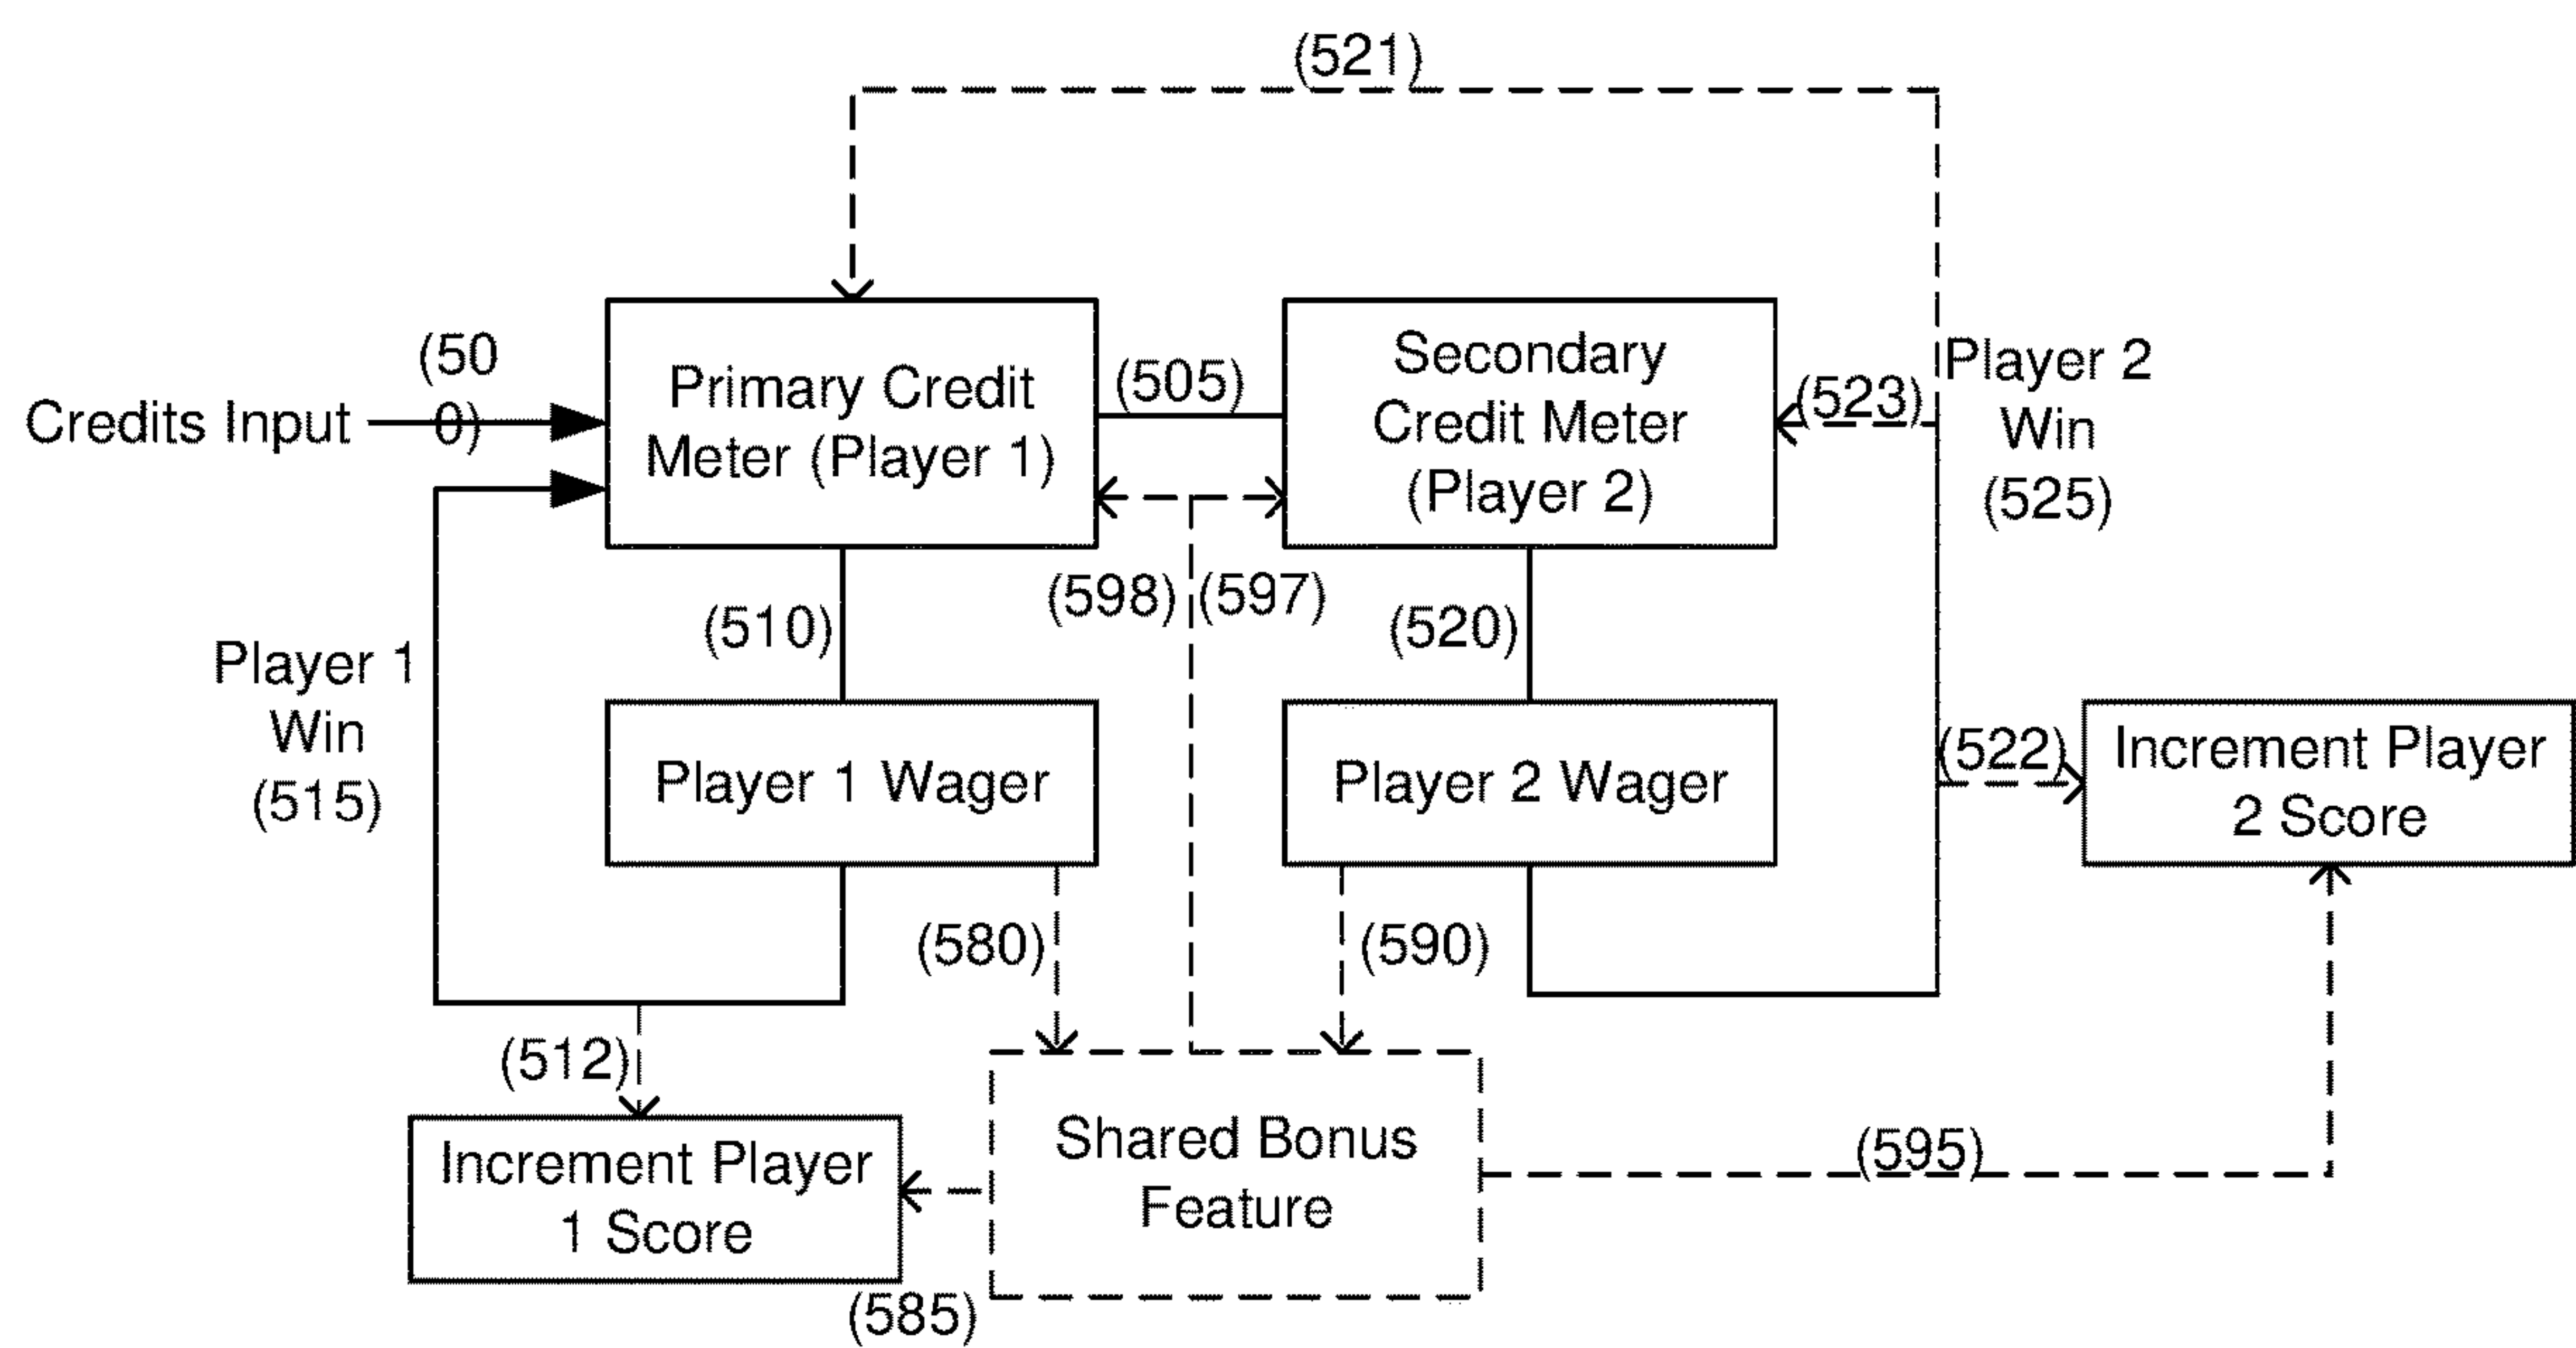 (521)
(50
0)
Credits Input
Primary Credit
Meter (Player 1)
(505)
Secondary
Credit Meter
(Player 2)
(523)
Player 2
Win
(525)
Player 1
Win
(515)
(510)
(598)
(597)
(520)
Player 1 Wager
Player 2 Wager
(522)
Increment Player
2 Score
(580)
(590)
(512)
Increment Player
1 Score
Shared Bonus
Feature
(595)
(585)